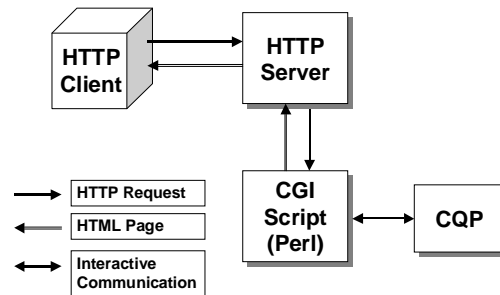 HTTP
Client
HTTP
Server
CGI
Script
(Perl)
CQP
HTTP Request
HTML Page
Interactive
Communication